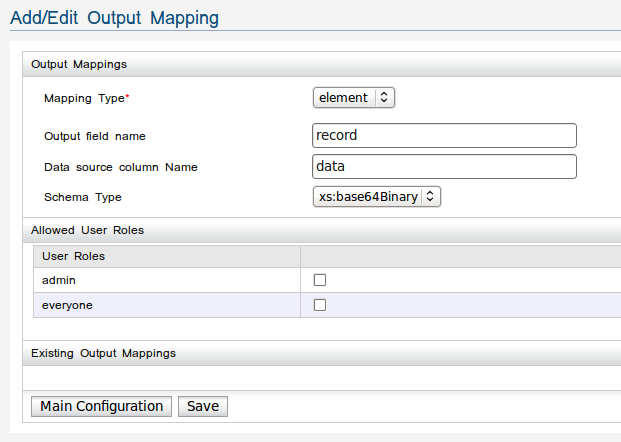 Add/Edit Output Mapping
Output Mappings
Mapping Type* element
Output field name record
Data source column Name data
Schema Type xs:base64Binary
Allowed User Roles
User Roles
admin
everyone
Existing Output Mappings
Main Configuration Save